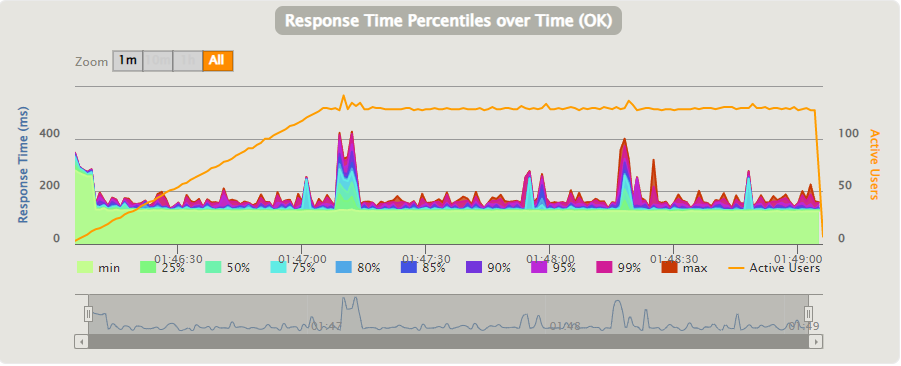 Response Time Percentiles over Time (OK)
Zoom 1m 10m 1h All
Response Time (ms)
400
200
0
100
50
0
Active Users
01:46:30 01:47:00 01:47:30 01:48:00 01:48:30 01:49:00
min 25% 50% 75% 80% 85% 90% 95% 99% max Active Users
01:47 01:48 01:49